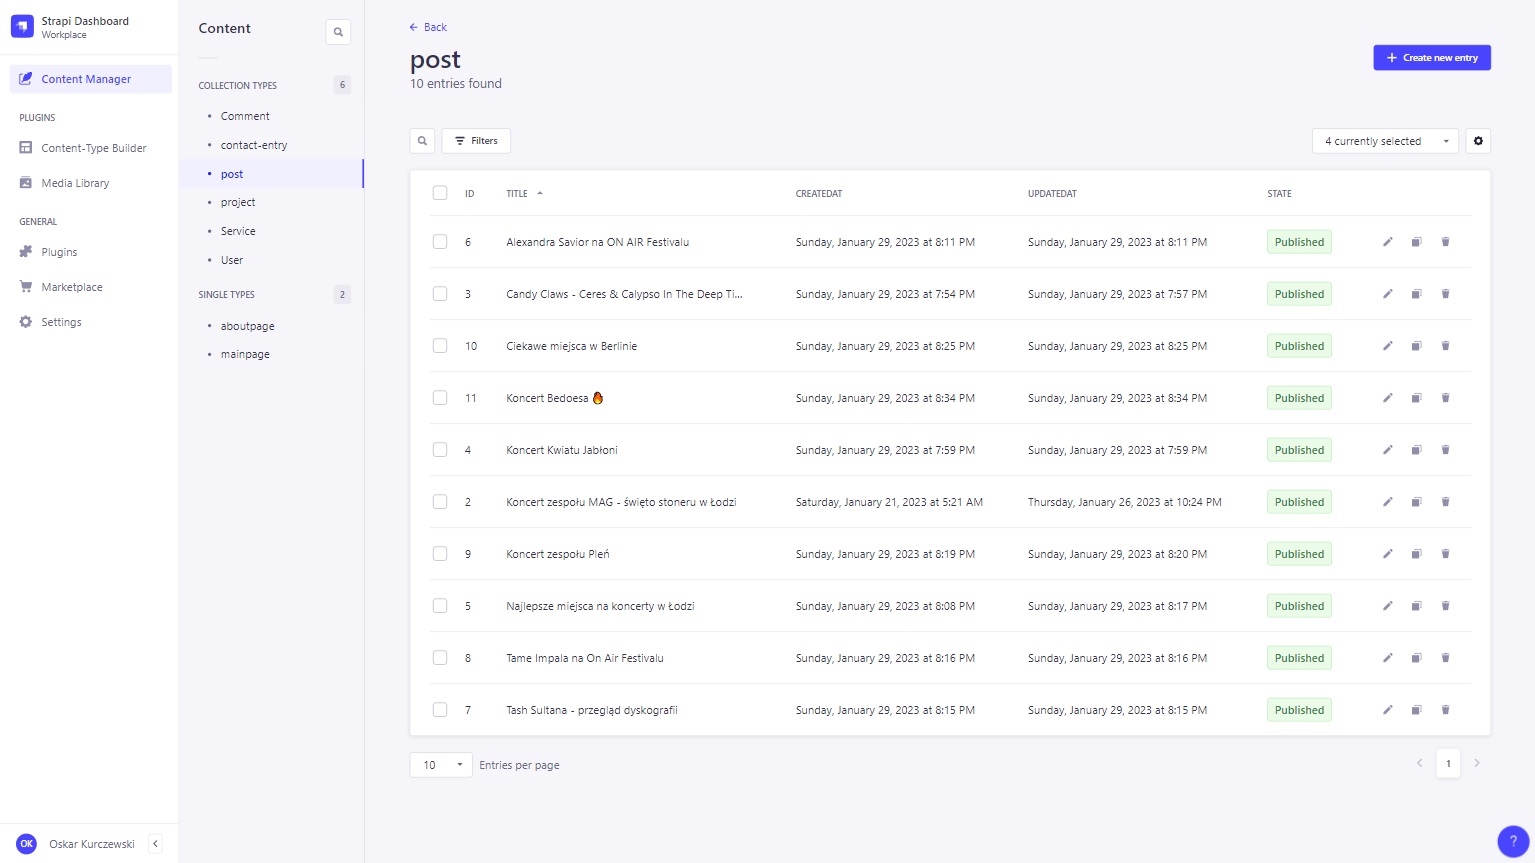 Strapi Dashboard
Workplace
Content Manager
PLUGINS
Content-Type Builder
Media Library
GENERAL
Plugins
Marketplace
Settings
OK Oskar Kurczewski
Content
COLLECTION TYPES 6
Comment
contact-entry
post
project
Service
User
SINGLE TYPES 2
aboutpage
mainpage
Back
post
10 entries found
Create new entry
Filters
4 currently selected
ID TITLE CREATEDAT UPDATEDAT STATE
6 Alexandra Savior na ON AIR Festivalu Sunday, January 29, 2023 at 8:11 PM Sunday, January 29, 2023 at 8:11 PM Published
3 Candy Claws - Ceres & Calypso In The Deep Ti... Sunday, January 29, 2023 at 7:54 PM Sunday, January 29, 2023 at 7:57 PM Published
10 Ciekawe miejsca w Berlinie Sunday, January 29, 2023 at 8:25 PM Sunday, January 29, 2023 at 8:25 PM Published
11 Koncert Bedoesa 🔥 Sunday, January 29, 2023 at 8:34 PM Sunday, January 29, 2023 at 8:34 PM Published
4 Koncert Kwiatu Jabłoni Sunday, January 29, 2023 at 7:59 PM Sunday, January 29, 2023 at 7:59 PM Published
2 Koncert zespołu MAG - święto stoneru w Łodzi Saturday, January 21, 2023 at 5:21 AM Thursday, January 26, 2023 at 10:24 PM Published
9 Koncert zespołu Pleń Sunday, January 29, 2023 at 8:19 PM Sunday, January 29, 2023 at 8:20 PM Published
5 Najlepsze miejsca na koncerty w Łodzi Sunday, January 29, 2023 at 8:08 PM Sunday, January 29, 2023 at 8:17 PM Published
8 Tame Impala na On Air Festivalu Sunday, January 29, 2023 at 8:16 PM Sunday, January 29, 2023 at 8:16 PM Published
7 Tash Sultana - przegląd dyskografii Sunday, January 29, 2023 at 8:15 PM Sunday, January 29, 2023 at 8:15 PM Published
10 Entries per page
1
?